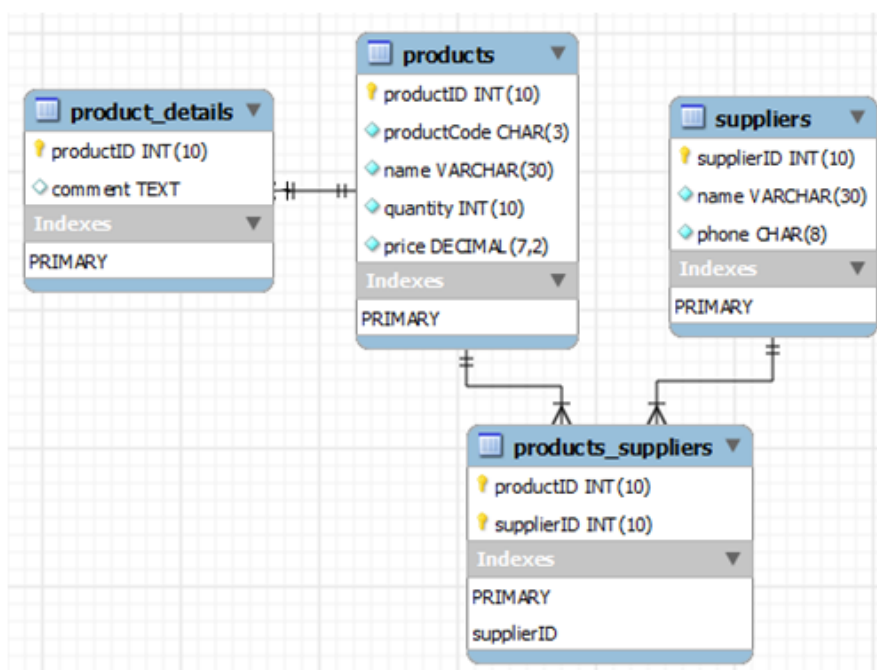 product_details
productID INT(10)
comment TEXT
Indexes
PRIMARY
products
productID INT(10)
productCode CHAR(3)
name VARCHAR(30)
quantity INT(10)
price DECIMAL(7,2)
Indexes
PRIMARY
suppliers
supplierID INT(10)
name VARCHAR(30)
phone CHAR(8)
Indexes
PRIMARY
products_suppliers
productID INT(10)
supplierID INT(10)
Indexes
PRIMARY
supplierID